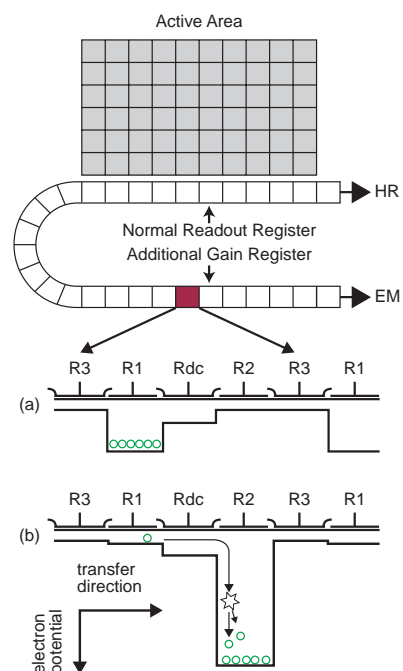 Active Area
HR
Normal Readout Register
Additional Gain Register
EM
R3 R1 Rdc R2 R3 R1
(a)
R3 R1 Rdc R2 R3 R1
(b)
transfer
direction
electron
potential